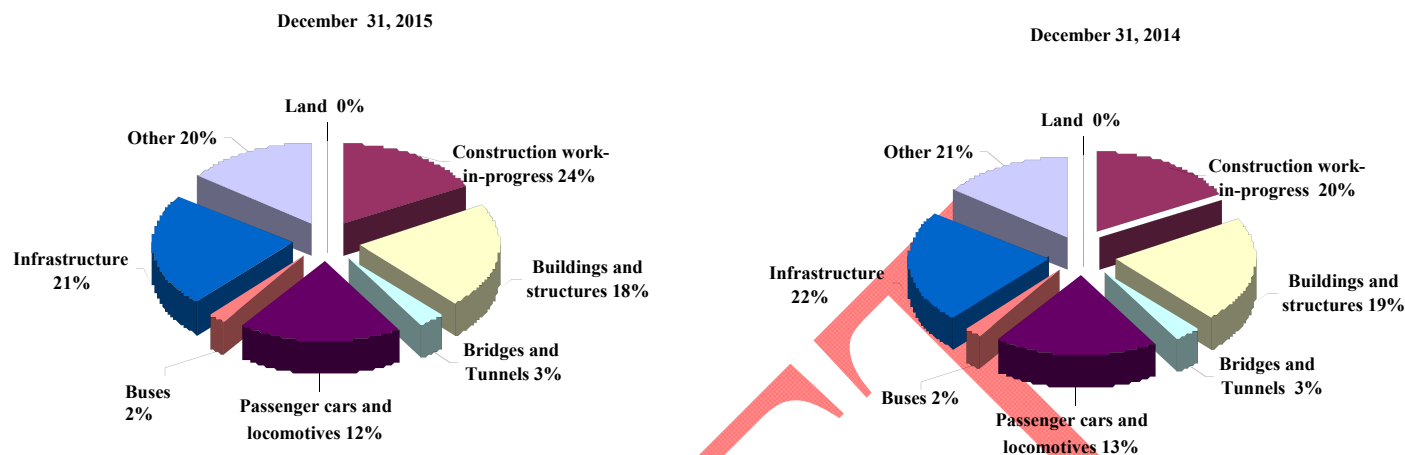 December 31, 2015
Land 0%
Other 20%
Construction work-
in-progress 24%
Infrastructure
21%
Buildings and
structures 18%
Bridges and
Tunnels 3%
Buses
2%
Passenger cars and
locomotives 12%
December 31, 2014
Land 0%
Other 21%
Construction work-
in-progress 20%
Infrastructure
22%
Buildings and
structures 19%
Bridges and
Tunnels 3%
Buses 2%
Passenger cars and
locomotives 13%